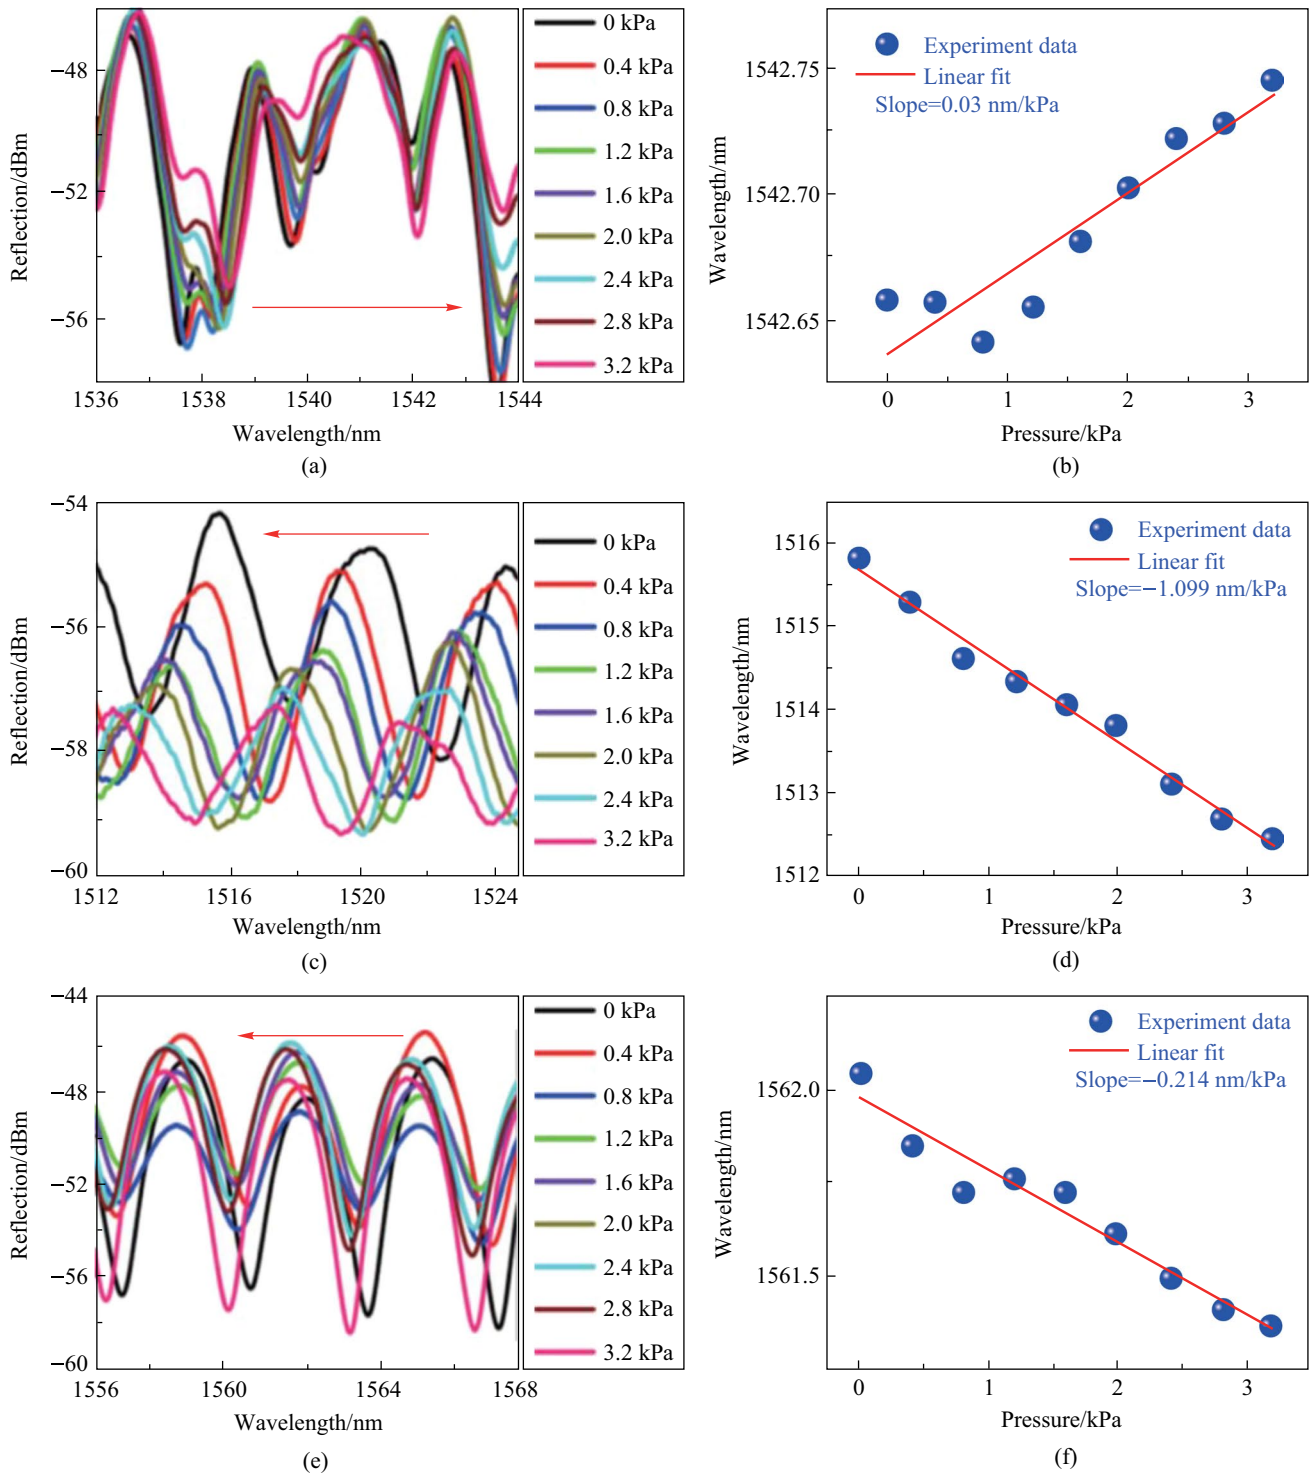 −48
−52
−56
Reflection/dBm
1536
1538
1540
1542
1544
Wavelength/nm
(a)
0 kPa
0.4 kPa
0.8 kPa
1.2 kPa
1.6 kPa
2.0 kPa
2.4 kPa
2.8 kPa
3.2 kPa
Experiment data
Linear fit
Slope=0.03 nm/kPa
1542.75
1542.70
1542.65
Wavelength/nm
0
1
2
3
Pressure/kPa
(b)
−54
−56
−58
−60
Reflection/dBm
1512
1516
1520
1524
Wavelength/nm
(c)
0 kPa
0.4 kPa
0.8 kPa
1.2 kPa
1.6 kPa
2.0 kPa
2.4 kPa
3.2 kPa
Experiment data
Linear fit
Slope=−1.099 nm/kPa
1516
1515
1514
1513
1512
Wavelength/nm
0
1
2
3
Pressure/kPa
(d)
−44
−48
−52
−56
−60
Reflection/dBm
1556
1560
1564
1568
Wavelength/nm
(e)
0 kPa
0.4 kPa
0.8 kPa
1.2 kPa
1.6 kPa
2.0 kPa
2.4 kPa
2.8 kPa
3.2 kPa
Experiment data
Linear fit
Slope=−0.214 nm/kPa
1562.0
1561.5
Wavelength/nm
0
1
2
3
Pressure/kPa
(f)